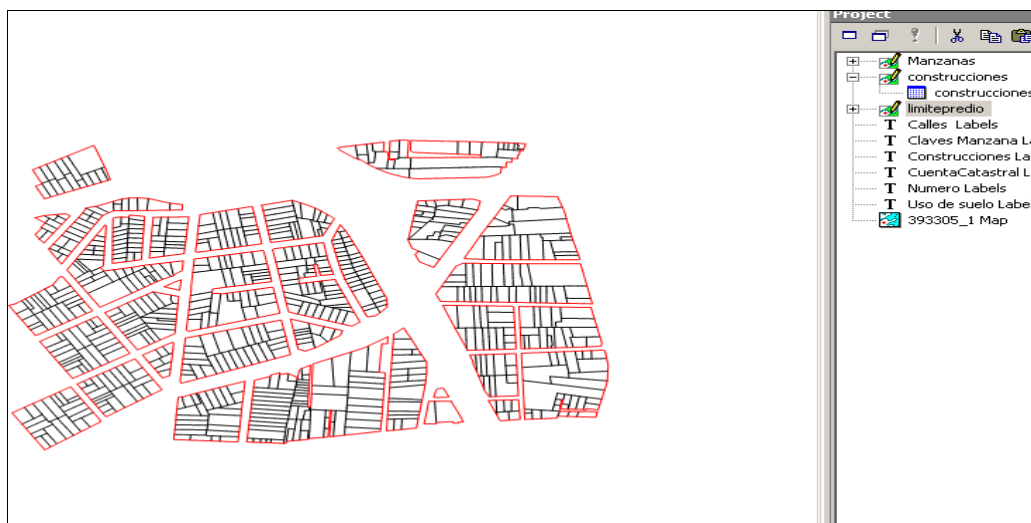 Project
Manzanas
construcciones
construcciones
limitepredio
T Calles Labels
T Claves Manzana La
T Construcciones La
T CuentaCatastral L
T Numero Labels
T Uso de suelo Labe
393305_1 Map